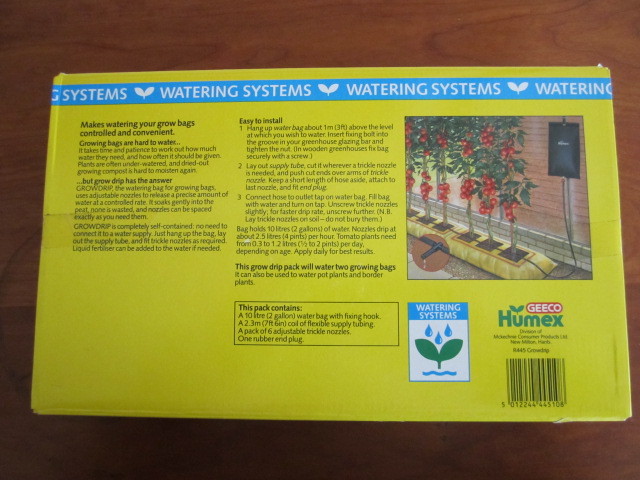 G SYSTEMS WATERING SYSTEMS WATERING SYSTEMS WATERING
Makes watering your grow bags
controlled and convenient.
Growing bags are hard to water...
It takes time and patience to work out how much
water they need, and how often it should be given.
Plants are often under-watered, and dried-out
growing compost is hard to moisten again.
...but grow drip has the answer
GROWDRIP, the watering bag for growing bags,
uses adjustable nozzles to release a precise amount of
water at a controlled rate. It soaks gently into the
peat, none is wasted, and nozzles can be spaced
exactly as you need them.
GROWDRIP is completely self-contained: no need to
connect it to a water supply. Just hang up the bag, lay
out the supply tube, and fit trickle nozzles as required.
Liquid fertiliser can be added to the water if needed.
Easy to install
1 Hang up water bag about 1m (3ft) above the level
at which you wish to water. Insert fixing bolt into
the groove in your greenhouse glazing bar and
tighten the nut. (In wooden greenhouses fix bag
securely with a screw.)
2 Lay out supply tube, cut it wherever a trickle nozzle
is needed, and push cut ends over arms of trickle
nozzle. Keep a short length of hose aside, attach to
last nozzle, and fit end plug.
3 Connect hose to outlet tap on water bag. Fill bag
with water and turn on tap. Unscrew trickle nozzles
slightly; for faster drip rate, unscrew further. (N.B.
Lay trickle nozzles on soil – do not bury them.)
Bag holds 10 litres (2 gallons) of water. Nozzles drip at
about 2.5 litres (4 pints) per hour. Tomato plants need
from 0.3 to 1.2 litres (½ to 2 pints) per day,
depending on age. Apply daily for best results.
This grow drip pack will water two growing bags
It can also be used to water pot plants and border
plants.
This pack contains:
A 10 litre (2 gallon) water bag with fixing hook.
A 2.3m (7ft 6in) coil of flexible supply tubing.
A pack of 6 adjustable trickle nozzles.
One rubber end plug.
WATERING
SYSTEMS
GEECO
Humex
Division of
Mckechnie Consumer Products Ltd.
New Milton, Hants.
R445 Growdrip
5 012244 445108